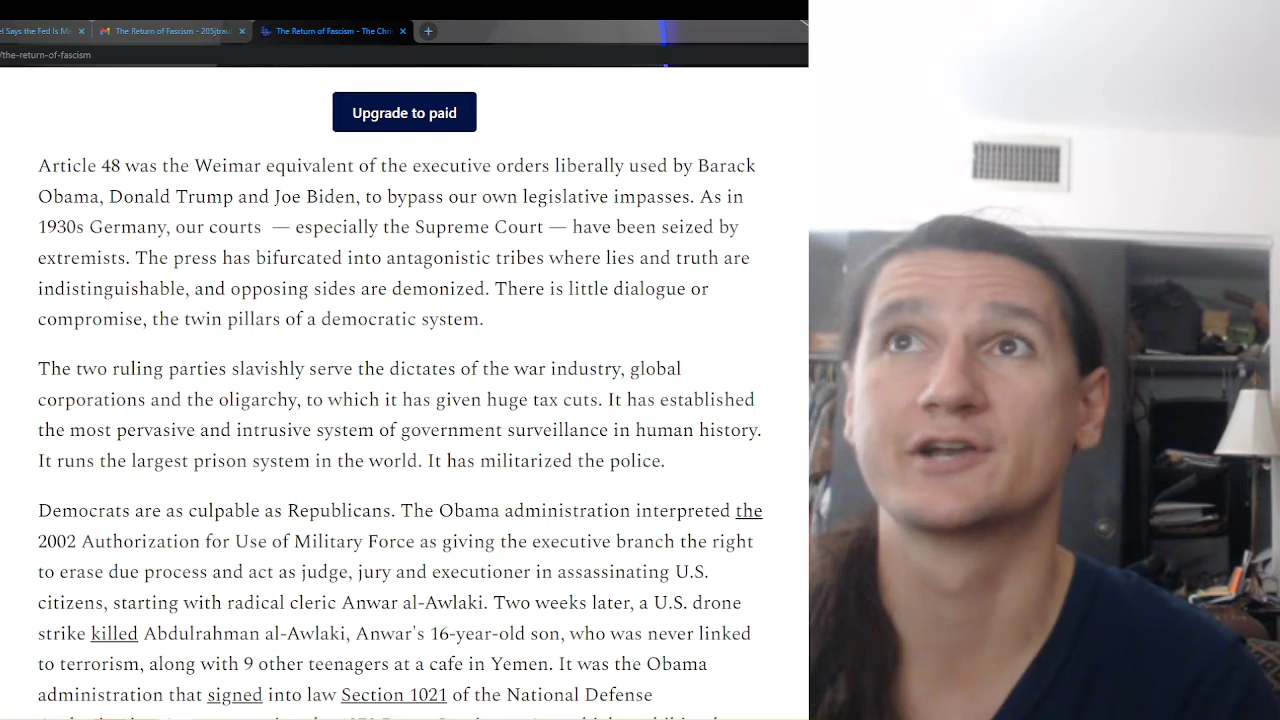 el Says the Fed Is Ma
The Return of Fascism - 205jtrau
The Return of Fascism - The Chri
/the-return-of-fascism
Upgrade to paid
Article 48 was the Weimar equivalent of the executive orders liberally used by Barack
Obama, Donald Trump and Joe Biden, to bypass our own legislative impasses. As in
1930s Germany, our courts — especially the Supreme Court — have been seized by
extremists. The press has bifurcated into antagonistic tribes where lies and truth are
indistinguishable, and opposing sides are demonized. There is little dialogue or
compromise, the twin pillars of a democratic system.
The two ruling parties slavishly serve the dictates of the war industry, global
corporations and the oligarchy, to which it has given huge tax cuts. It has established
the most pervasive and intrusive system of government surveillance in human history.
It runs the largest prison system in the world. It has militarized the police.
Democrats are as culpable as Republicans. The Obama administration interpreted the
2002 Authorization for Use of Military Force as giving the executive branch the right
to erase due process and act as judge, jury and executioner in assassinating U.S.
citizens, starting with radical cleric Anwar al-Awlaki. Two weeks later, a U.S. drone
strike killed Abdulrahman al-Awlaki, Anwar's 16-year-old son, who was never linked
to terrorism, along with 9 other teenagers at a cafe in Yemen. It was the Obama
administration that signed into law Section 1021 of the National Defense